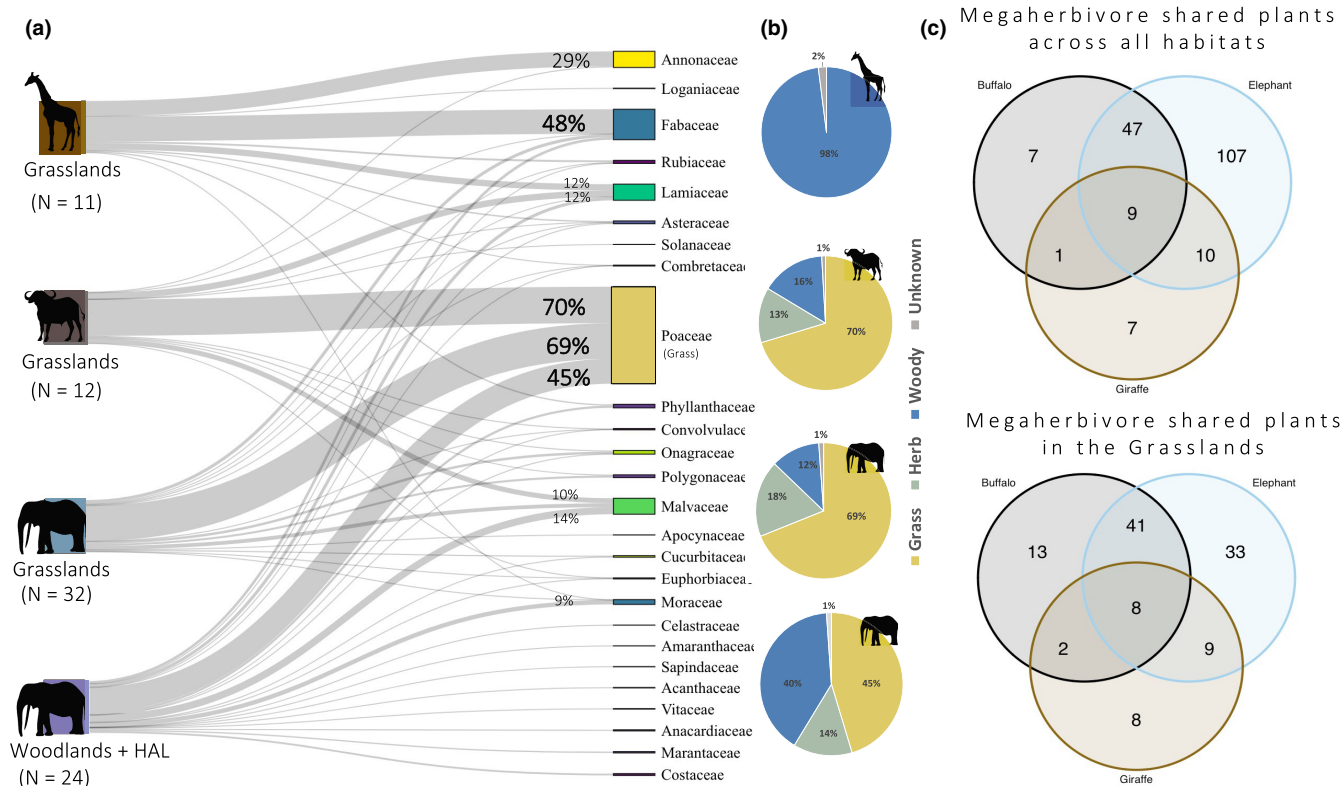 (a)
Grasslands
(N = 11)
Grasslands
(N = 12)
Grasslands
(N = 32)
Woodlands + HAL
(N = 24)
29%
48%
12%
12%
70%
69%
45%
10%
14%
9%
Annonaceae
Loganiaceae
Fabaceae
Rubiaceae
Lamiaceae
Asteraceae
Solanaceae
Combretaceae
Poaceae
(Grass)
Phyllanthaceae
Convolvulace
Onagraceae
Polygonaceae
Malvaceae
Apocynaceae
Cucurbitaceae
Euphorbiacea
Moraceae
Celastraceae
Amaranthaceae
Sapindaceae
Acanthaceae
Vitaceae
Anacardiaceae
Marantaceae
Costaceae
(b)
2%
98%
1%
16%
13%
70%
1%
12%
18%
69%
1%
40%
45%
14%
Grass Herb Woody Unknown
(c)
Megaherbivore shared plants
across all habitats
Buffalo
Elephant
47
7
107
9
1
10
7
Giraffe
Megaherbivore shared plants
in the Grasslands
Buffalo
Elephant
41
13
33
8
2
9
8
Giraffe